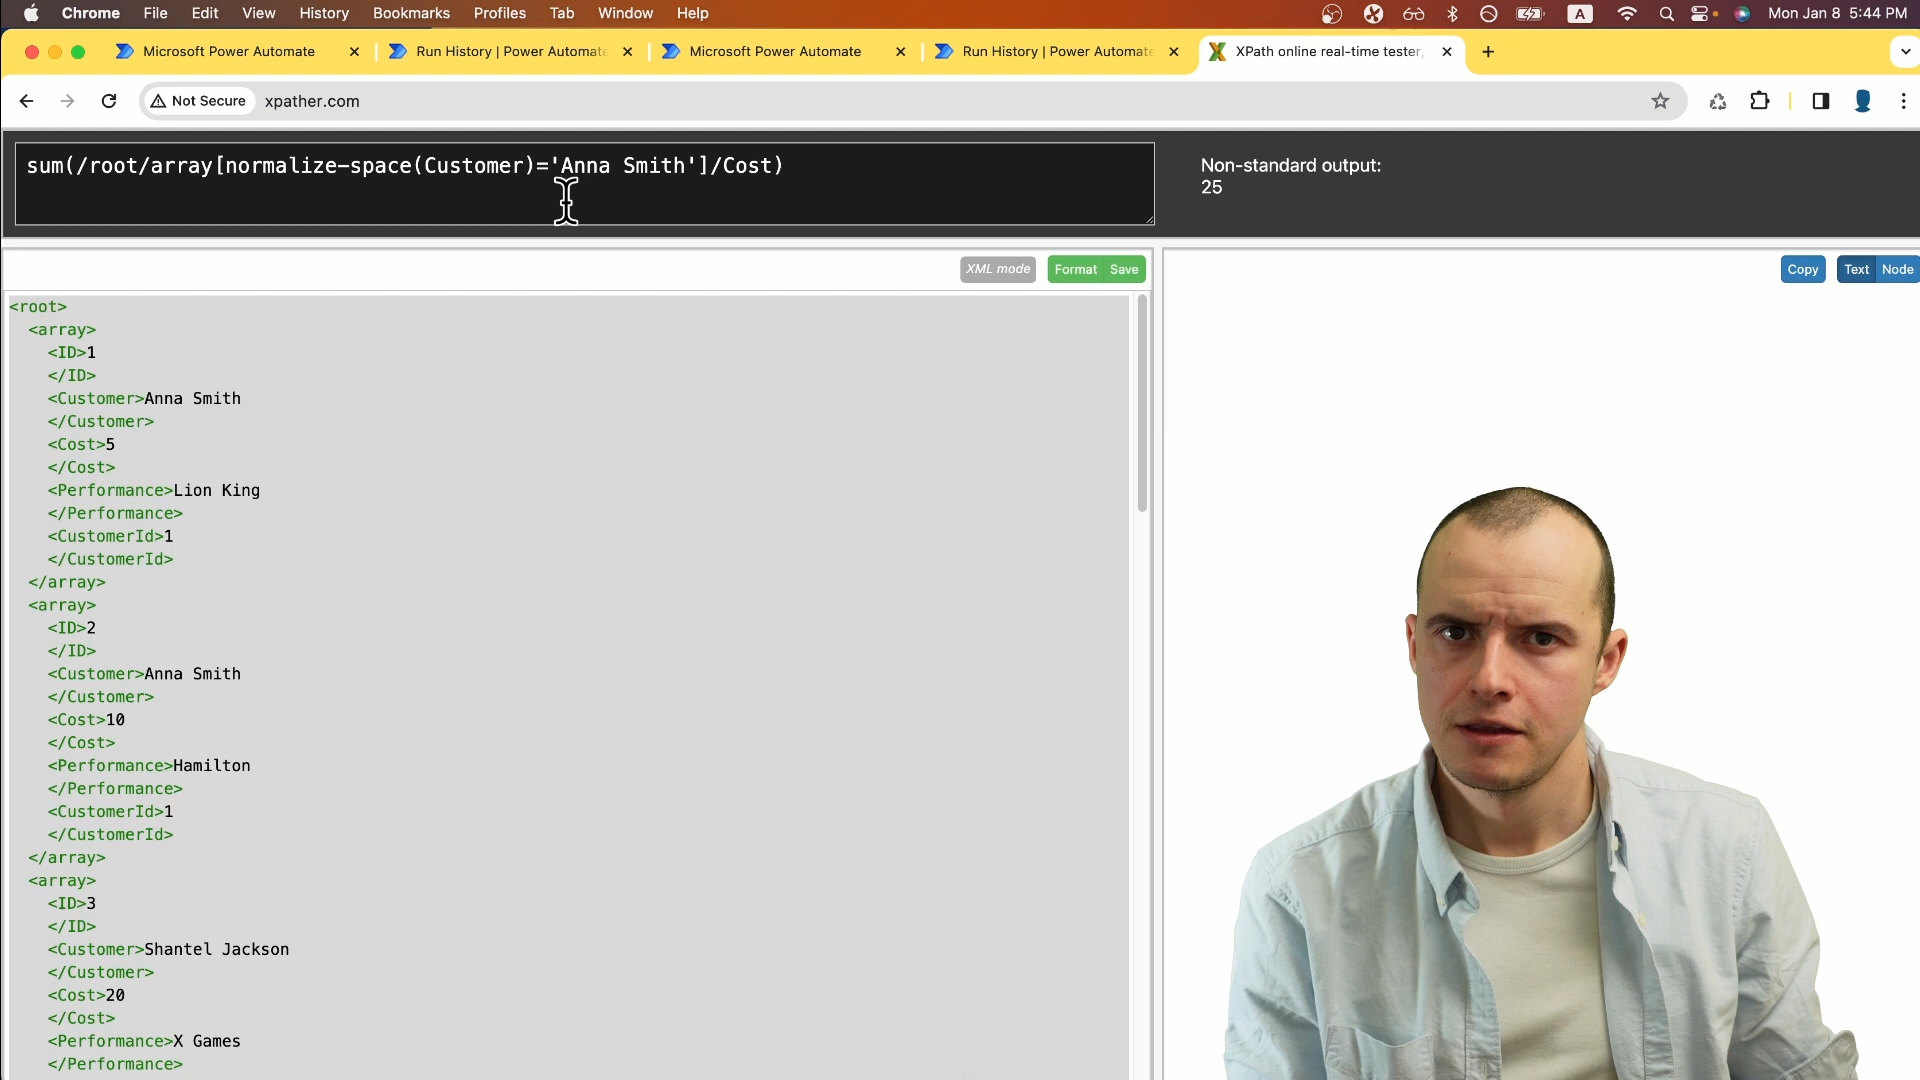 Chrome File Edit View History Bookmarks Profiles Tab Window Help A Mon Jan 8 5:44 PM
Microsoft Power Automate Run History | Power Automate Microsoft Power Automate Run History | Power Automate XPath online real-time tester,
Not Secure xpather.com
sum(/root/array[normalize-space(Customer)='Anna Smith']/Cost)
Non-standard output:
25
XML mode Format Save Copy Text Node
<root>
<array>
<ID>1
</ID>
<Customer>Anna Smith
</Customer>
<Cost>5
</Cost>
<Performance>Lion King
</Performance>
<CustomerId>1
</CustomerId>
</array>
<array>
<ID>2
</ID>
<Customer>Anna Smith
</Customer>
<Cost>10
</Cost>
<Performance>Hamilton
</Performance>
<CustomerId>1
</CustomerId>
</array>
<array>
<ID>3
</ID>
<Customer>Shantel Jackson
</Customer>
<Cost>20
</Cost>
<Performance>X Games
</Performance>